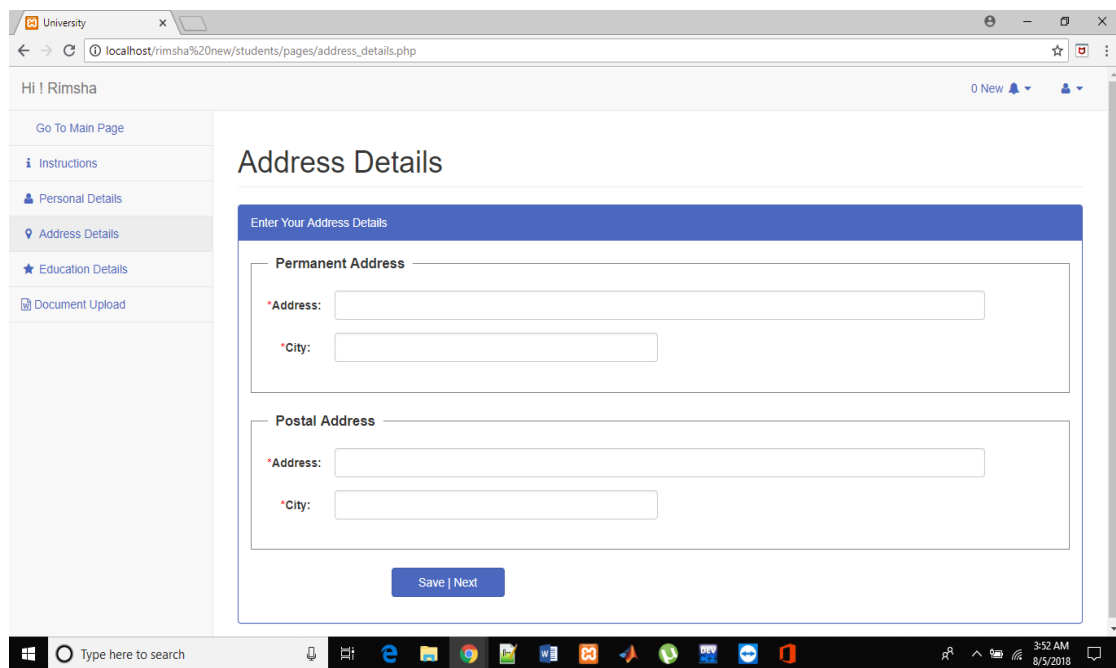 University
localhost/rimsha%20new/students/pages/address_details.php
Hi ! Rimsha
0 New
Go To Main Page
Instructions
Personal Details
Address Details
Education Details
Document Upload
Address Details
Enter Your Address Details
Permanent Address
*Address:
*City:
Postal Address
*Address:
*City:
Save | Next
Type here to search
DEV
3:52 AM
8/5/2018